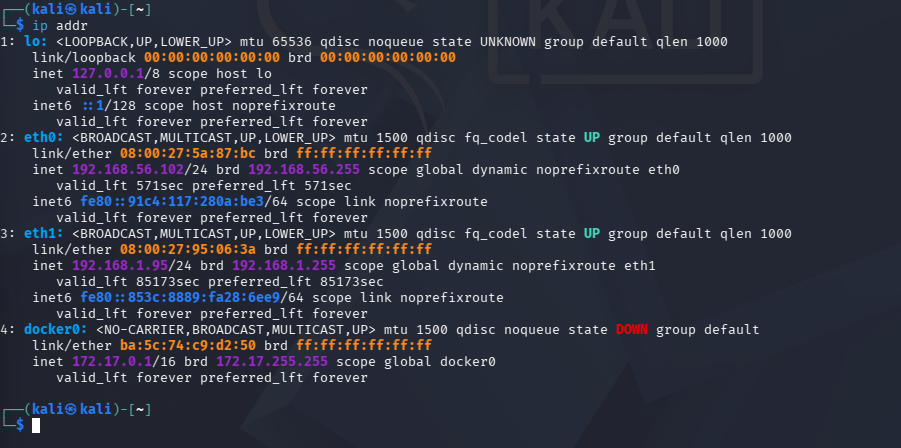 KALI
┌──(kali㉿kali)-[~]
└─$ ip addr
1: lo: <LOOPBACK,UP,LOWER_UP> mtu 65536 qdisc noqueue state UNKNOWN group default qlen 1000
    link/loopback 00:00:00:00:00:00 brd 00:00:00:00:00:00
    inet 127.0.0.1/8 scope host lo
       valid_lft forever preferred_lft forever
    inet6 ::1/128 scope host noprefixroute
       valid_lft forever preferred_lft forever
2: eth0: <BROADCAST,MULTICAST,UP,LOWER_UP> mtu 1500 qdisc fq_codel state UP group default qlen 1000
    link/ether 08:00:27:5a:87:bc brd ff:ff:ff:ff:ff:ff
    inet 192.168.56.102/24 brd 192.168.56.255 scope global dynamic noprefixroute eth0
       valid_lft 571sec preferred_lft 571sec
    inet6 fe80::91c4:117:280a:be3/64 scope link noprefixroute
       valid_lft forever preferred_lft forever
3: eth1: <BROADCAST,MULTICAST,UP,LOWER_UP> mtu 1500 qdisc fq_codel state UP group default qlen 1000
    link/ether 08:00:27:95:06:3a brd ff:ff:ff:ff:ff:ff
    inet 192.168.1.95/24 brd 192.168.1.255 scope global dynamic noprefixroute eth1
       valid_lft 85173sec preferred_lft 85173sec
    inet6 fe80::853c:8889:fa28:6ee9/64 scope link noprefixroute
       valid_lft forever preferred_lft forever
4: docker0: <NO-CARRIER,BROADCAST,MULTICAST,UP> mtu 1500 qdisc noqueue state DOWN group default
    link/ether ba:5c:74:c9:d2:50 brd ff:ff:ff:ff:ff:ff
    inet 172.17.0.1/16 brd 172.17.255.255 scope global docker0
       valid_lft forever preferred_lft forever
┌──(kali㉿kali)-[~]
└─$